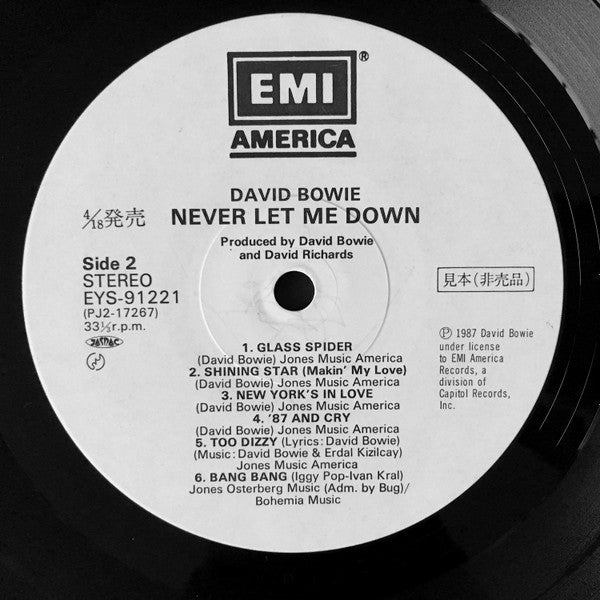 EMI
®
AMERICA
DAVID BOWIE
4/18発売
NEVER LET ME DOWN
Produced by David Bowie
and David Richards
Side 2
STEREO
EYS-91221
(PJ2-17267)
33⅓r.p.m.
JASRAC
見本(非売品)
Ⓟ 1987 David Bowie
under license
to EMI America
Records, a
division of
Capitol Records,
Inc.
1. GLASS SPIDER
(David Bowie) Jones Music America
2. SHINING STAR (Makin' My Love)
(David Bowie) Jones Music America
3. NEW YORK'S IN LOVE
(David Bowie) Jones Music America
4. '87 AND CRY
(David Bowie) Jones Music America
5. TOO DIZZY (Lyrics: David Bowie)
(Music: David Bowie & Erdal Kizilcay)
Jones Music America
6. BANG BANG (Iggy Pop-Ivan Kral)
Jones Osterberg Music (Adm. by Bug)/
Bohemia Music